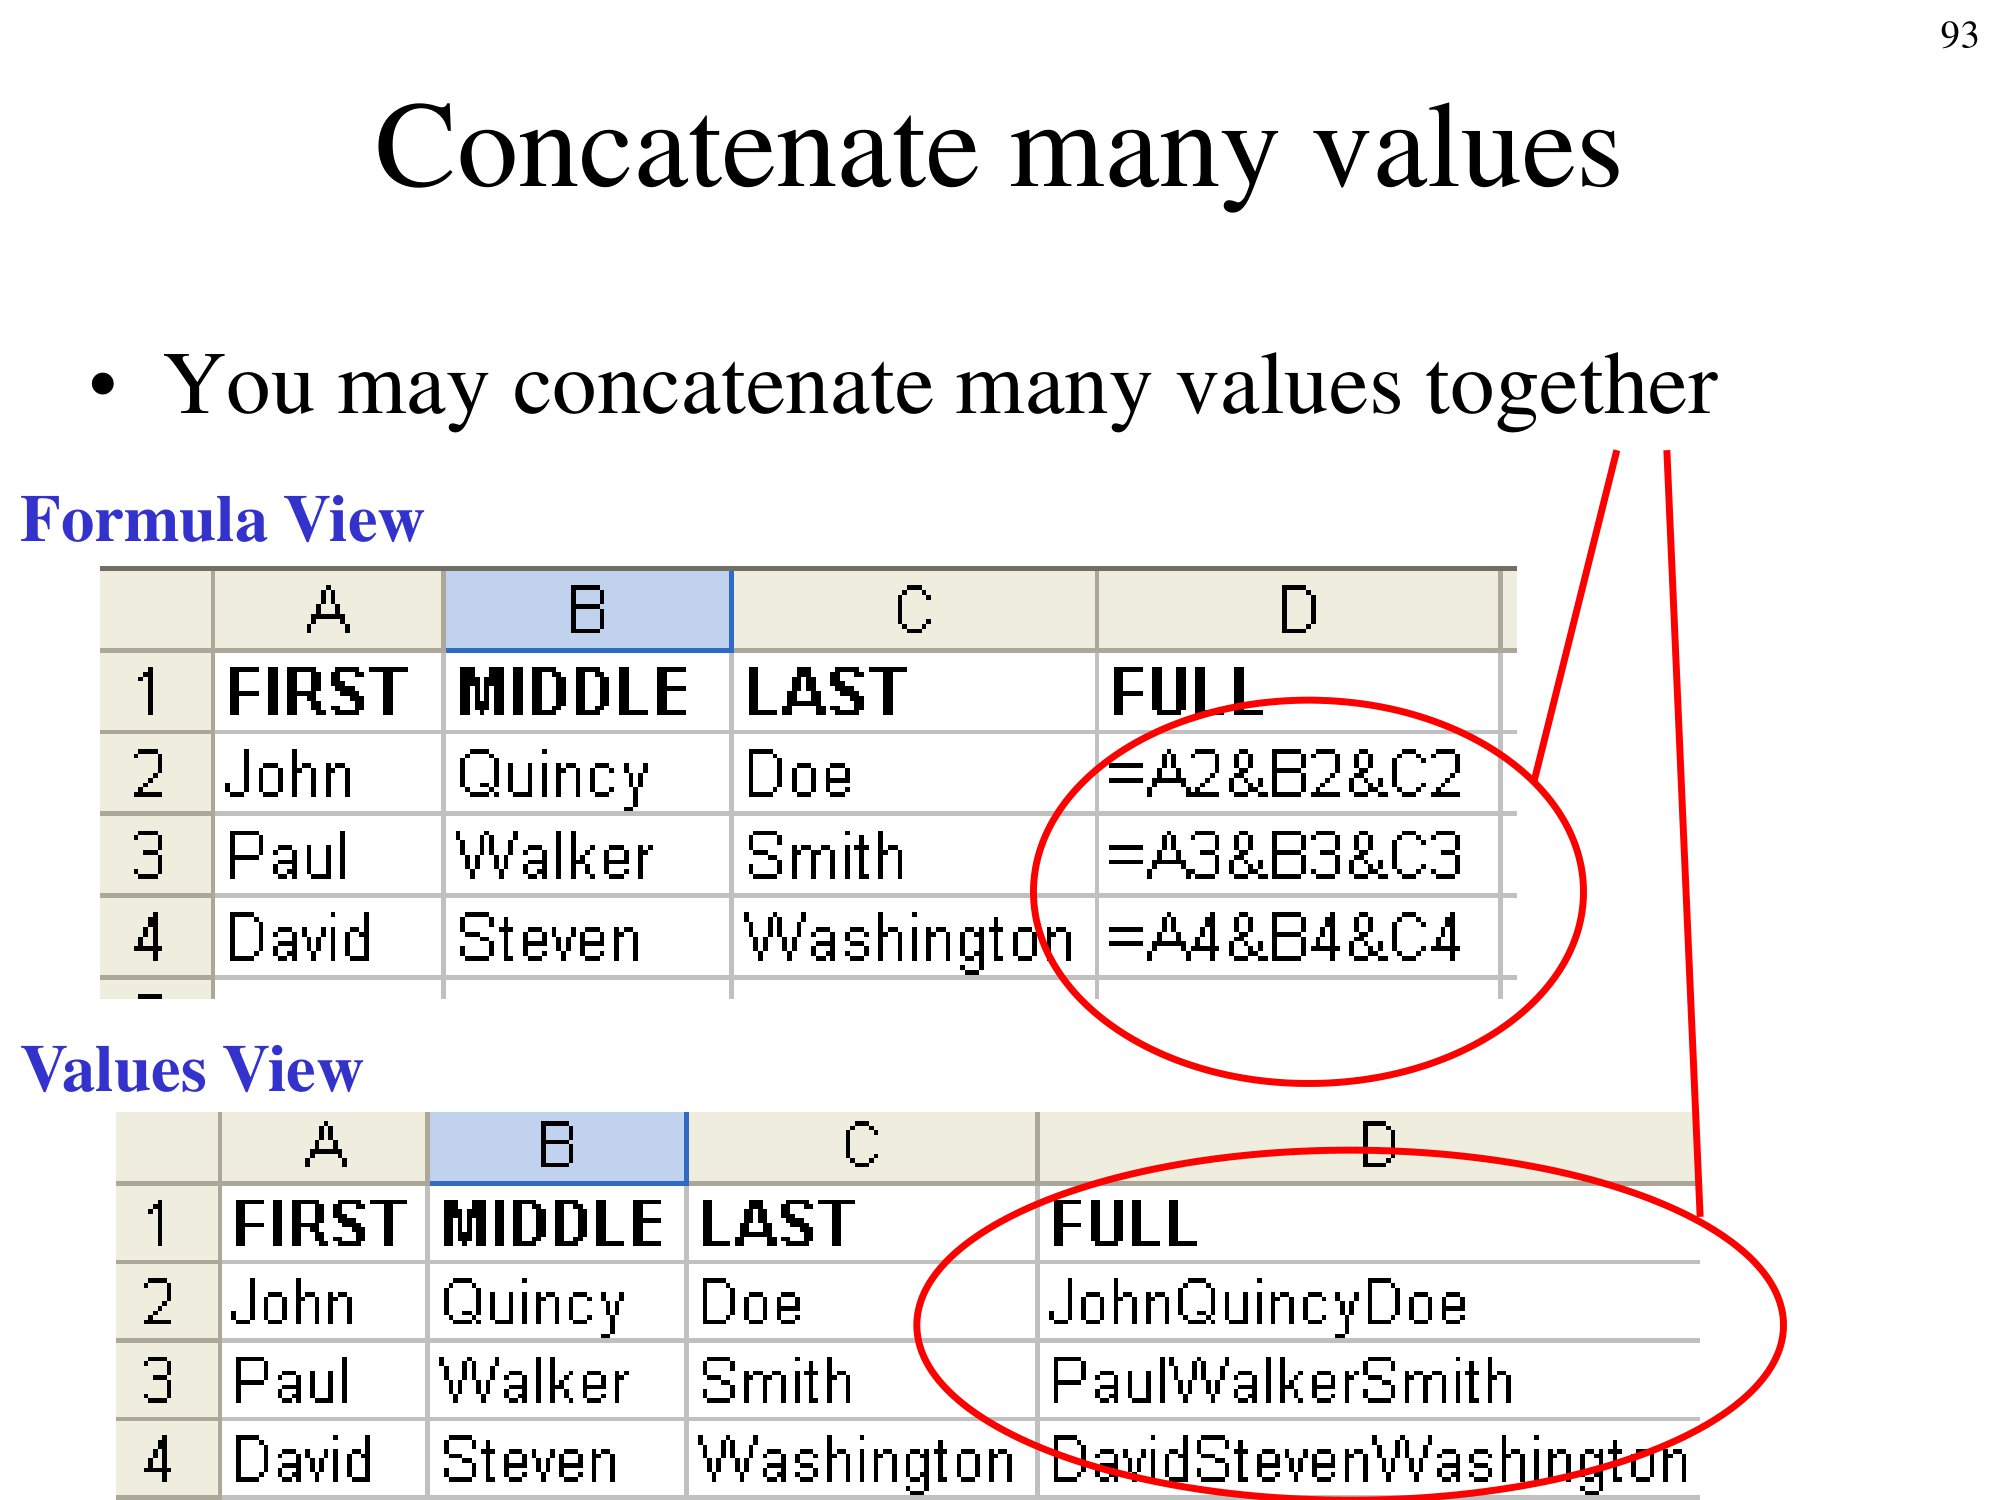 93
Concatenate many values
• You may concatenate many values together
Formula View
A B C D
1 FIRST MIDDLE LAST FULL
2 John Quincy Doe =A2&B2&C2
3 Paul Walker Smith =A3&B3&C3
4 David Steven Washington =A4&B4&C4
Values View
A B C D
1 FIRST MIDDLE LAST FULL
2 John Quincy Doe JohnQuincyDoe
3 Paul Walker Smith PaulWalkerSmith
4 David Steven Washington DavidStevenWashington